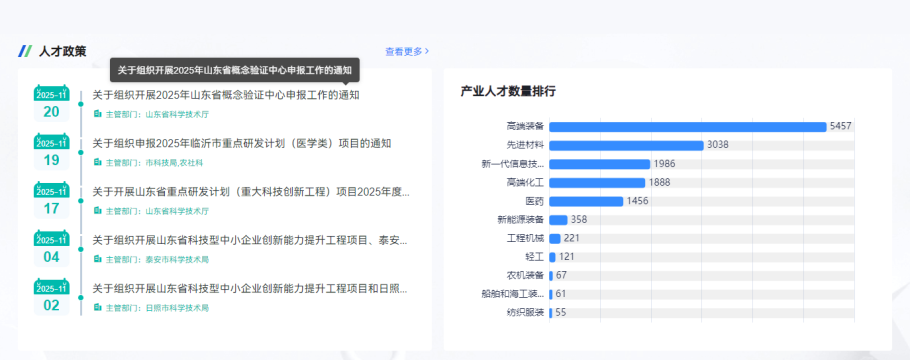 人才政策
查看更多 >
关于组织开展2025年山东省概念验证中心申报工作的通知
2025-11
20
关于组织开展2025年山东省概念验证中心申报工作的通知
主管部门：山东省科学技术厅
2025-11
19
关于组织申报2025年临沂市重点研发计划（医学类）项目的通知
主管部门：市科技局,农社科
2025-11
17
关于开展山东省重点研发计划（重大科技创新工程）项目2025年度...
主管部门：山东省科学技术厅
2025-11
04
关于组织开展山东省科技型中小企业创新能力提升工程项目、泰安...
主管部门：泰安市科学技术局
2025-11
02
关于组织开展山东省科技型中小企业创新能力提升工程项目和日照...
主管部门：日照市科学技术局
产业人才数量排行
高端装备 5457
先进材料 3038
新一代信息技... 1986
高端化工 1888
医药 1456
新能源装备 358
工程机械 221
轻工 121
农机装备 67
船舶和海工装... 61
纺织服装 55